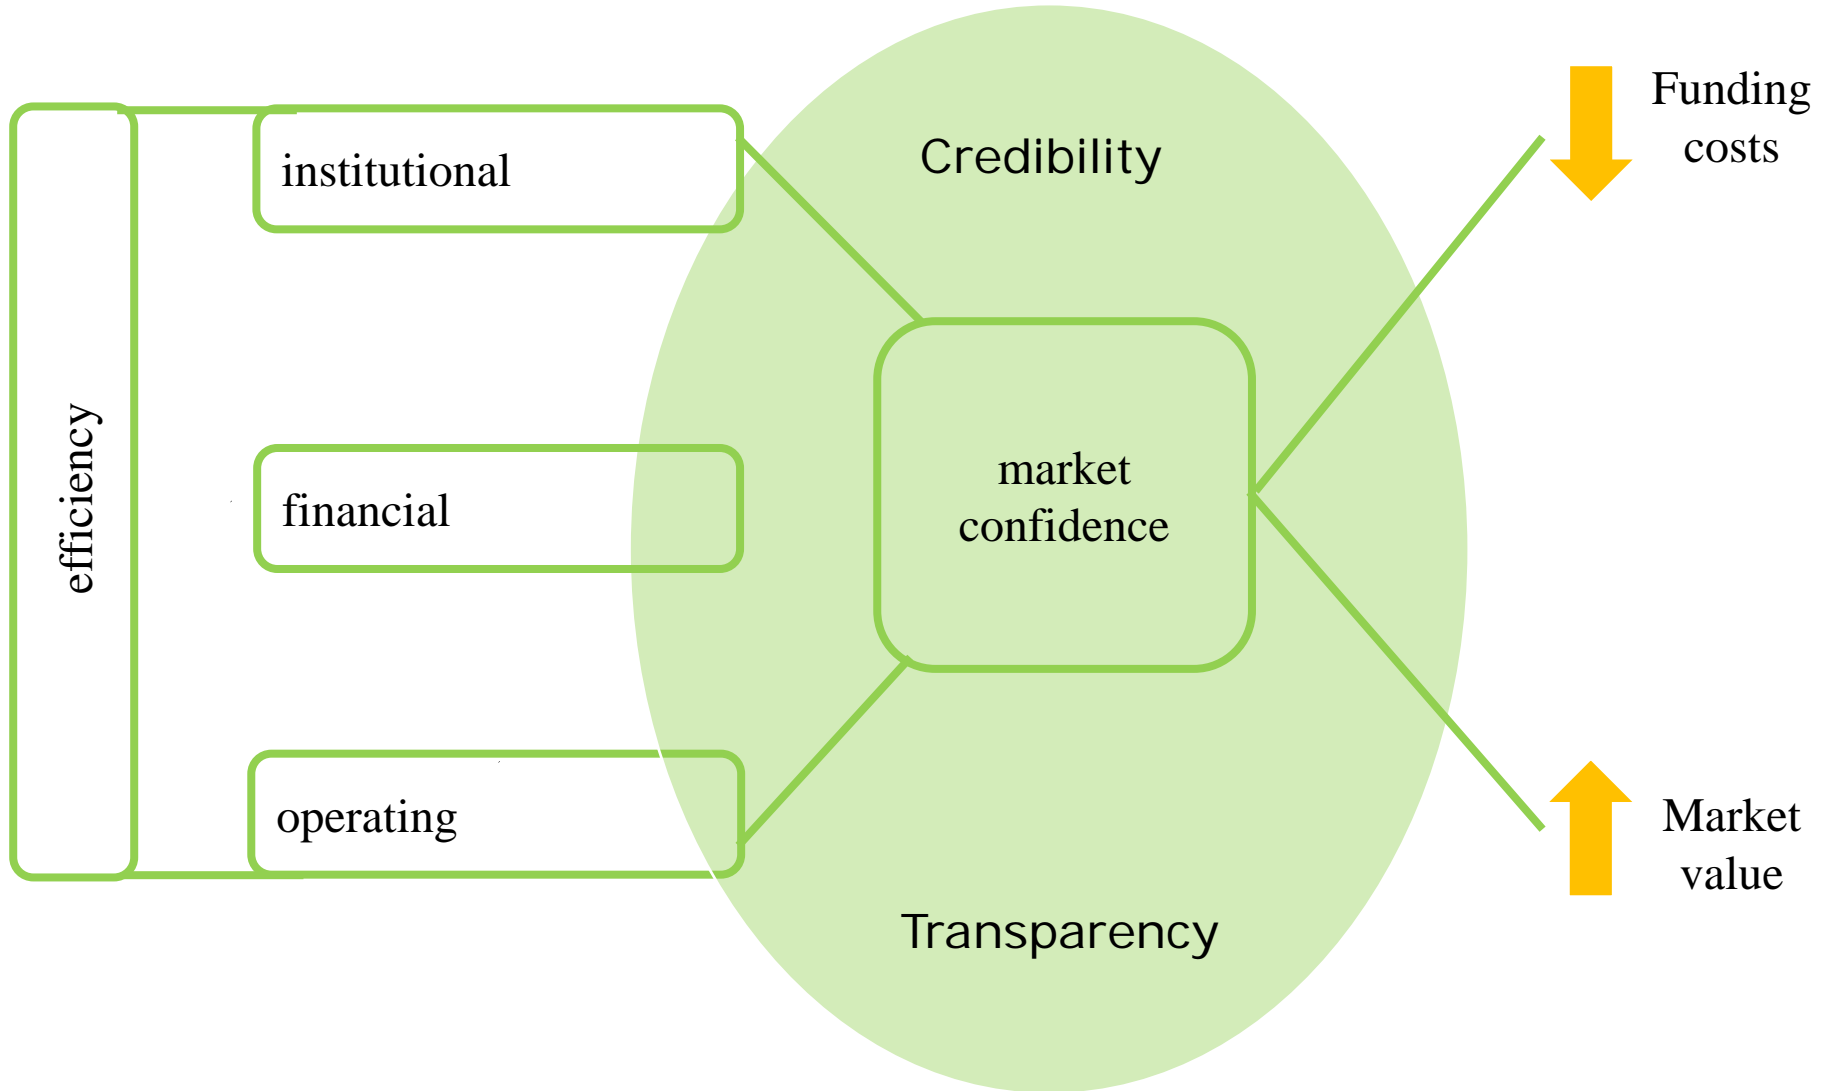 efficiency
institutional
financial
operating
Credibility
market
confidence
Transparency
Funding
costs
Market
value